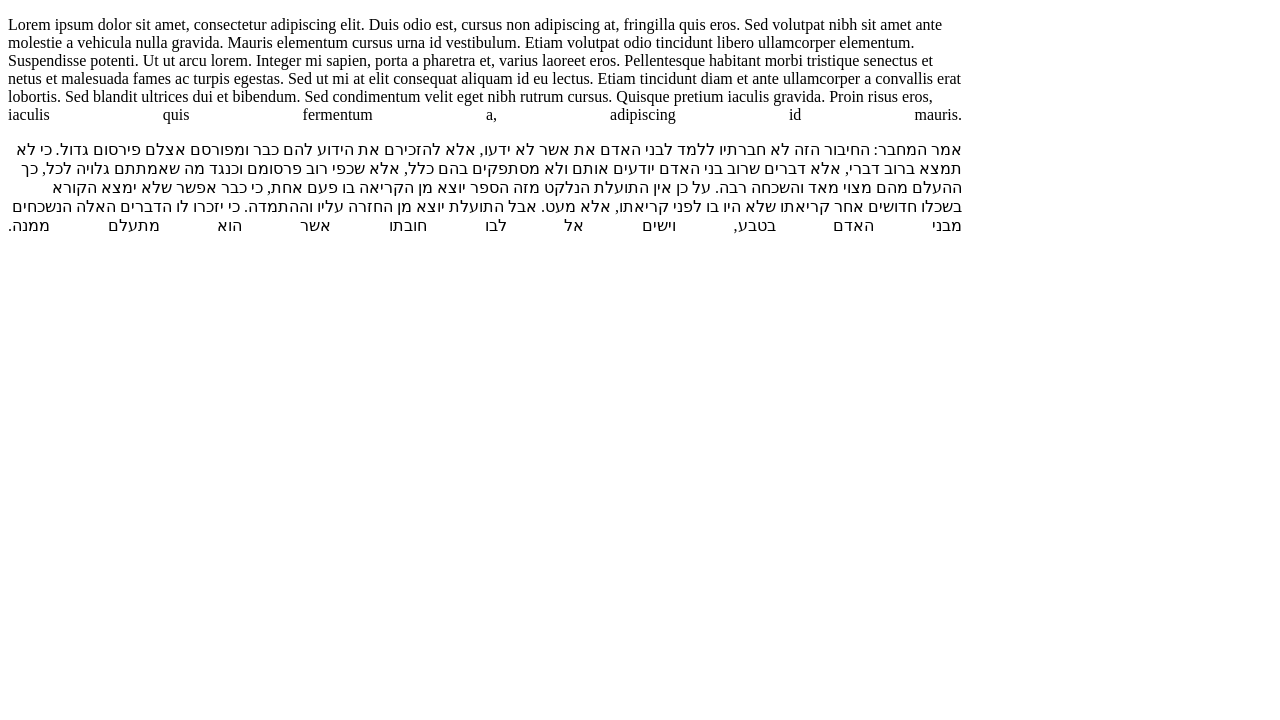 Lorem ipsum dolor sit amet, consectetur adipiscing elit. Duis odio est, cursus non adipiscing at, fringilla quis eros. Sed volutpat nibh sit amet ante
molestie a vehicula nulla gravida. Mauris elementum cursus urna id vestibulum. Etiam volutpat odio tincidunt libero ullamcorper elementum.
Suspendisse potenti. Ut ut arcu lorem. Integer mi sapien, porta a pharetra et, varius laoreet eros. Pellentesque habitant morbi tristique senectus et
netus et malesuada fames ac turpis egestas. Sed ut mi at elit consequat aliquam id eu lectus. Etiam tincidunt diam et ante ullamcorper a convallis erat
lobortis. Sed blandit ultrices dui et bibendum. Sed condimentum velit eget nibh rutrum cursus. Quisque pretium iaculis gravida. Proin risus eros,
iaculis quis fermentum a, adipiscing id mauris.
אמר המחבר: החיבור הזה לא חברתיו ללמד לבני האדם את אשר לא ידעו, אלא להזכירם את הידוע להם כבר ומפורסם אצלם פירסום גדול. כי לא
תמצא ברוב דברי, אלא דברים שרוב בני האדם יודעים אותם ולא מסתפקים בהם כלל, אלא שכפי רוב פרסומם וכנגד מה שאמתתם גלויה לכל, כך
ההעלם מהם מצוי מאד והשכחה רבה. על כן אין התועלת הנלקט מזה הספר יוצא מן הקריאה בו פעם אחת, כי כבר אפשר שלא ימצא הקורא
בשכלו חדושים אחר קריאתו שלא היו בו לפני קריאתו, אלא מעט. אבל התועלת יוצא מן החזרה עליו וההתמדה. כי יזכרו לו הדברים האלה הנשכחים
מבני האדם בטבע, וישים אל לבו חובתו אשר הוא מתעלם ממנה.